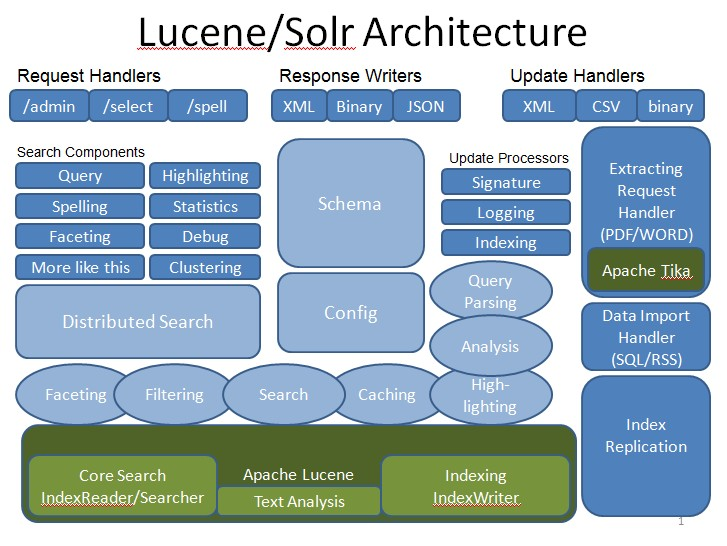 Lucene/Solr Architecture
Request Handlers
/admin
/select
/spell
Response Writers
XML
Binary
JSON
Update Handlers
XML
CSV
binary
Search Components
Query
Highlighting
Spelling
Statistics
Faceting
Debug
More like this
Clustering
Distributed Search
Schema
Config
Update Processors
Signature
Logging
Indexing
Query
Parsing
Analysis
High-
lighting
Extracting
Request
Handler
(PDF/WORD)
Apache Tika
Data Import
Handler
(SQL/RSS)
Index
Replication
Faceting
Filtering
Search
Caching
Core Search
IndexReader/Searcher
Apache Lucene
Text Analysis
Indexing
IndexWriter
1